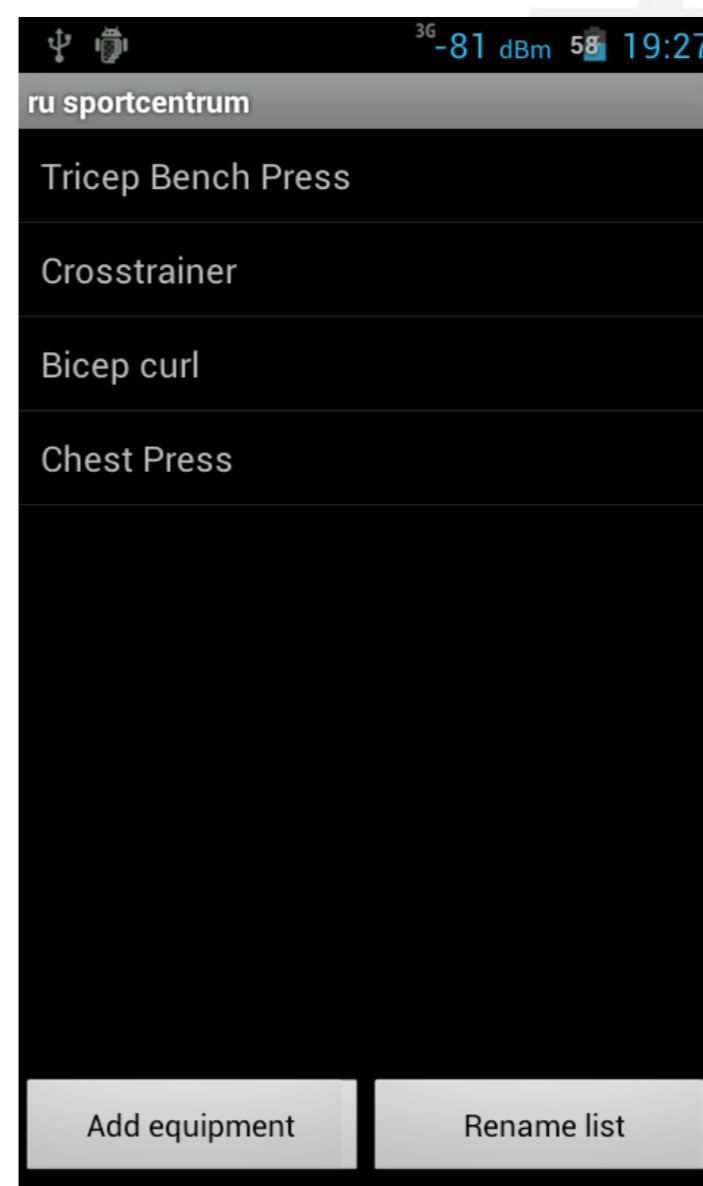 3G -81 dBm 58 19:27
ru sportcentrum
Tricep Bench Press
Crosstrainer
Bicep curl
Chest Press
Add equipment Rename list